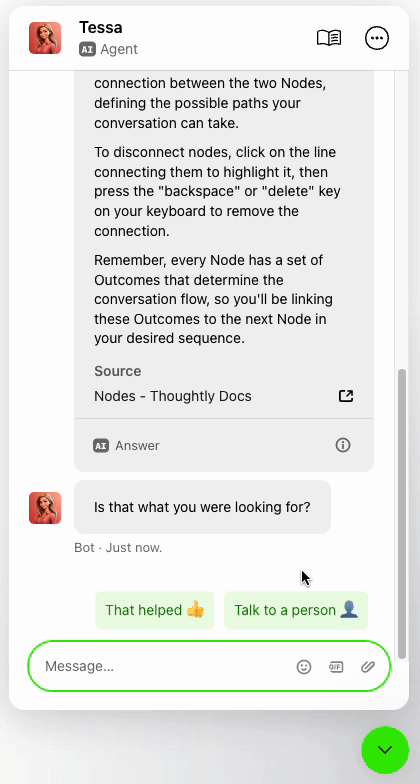 Tessa
AI Agent
connection between the two Nodes,
defining the possible paths your
conversation can take.
To disconnect nodes, click on the line
connecting them to highlight it, then
press the "backspace" or "delete" key
on your keyboard to remove the
connection.
Remember, every Node has a set of
Outcomes that determine the
conversation flow, so you'll be linking
these Outcomes to the next Node in
your desired sequence.
Source
Nodes - Thoughtly Docs
AI Answer
Is that what you were looking for?
Bot · Just now.
That helped 👍 Talk to a person 👤
Message... GIF